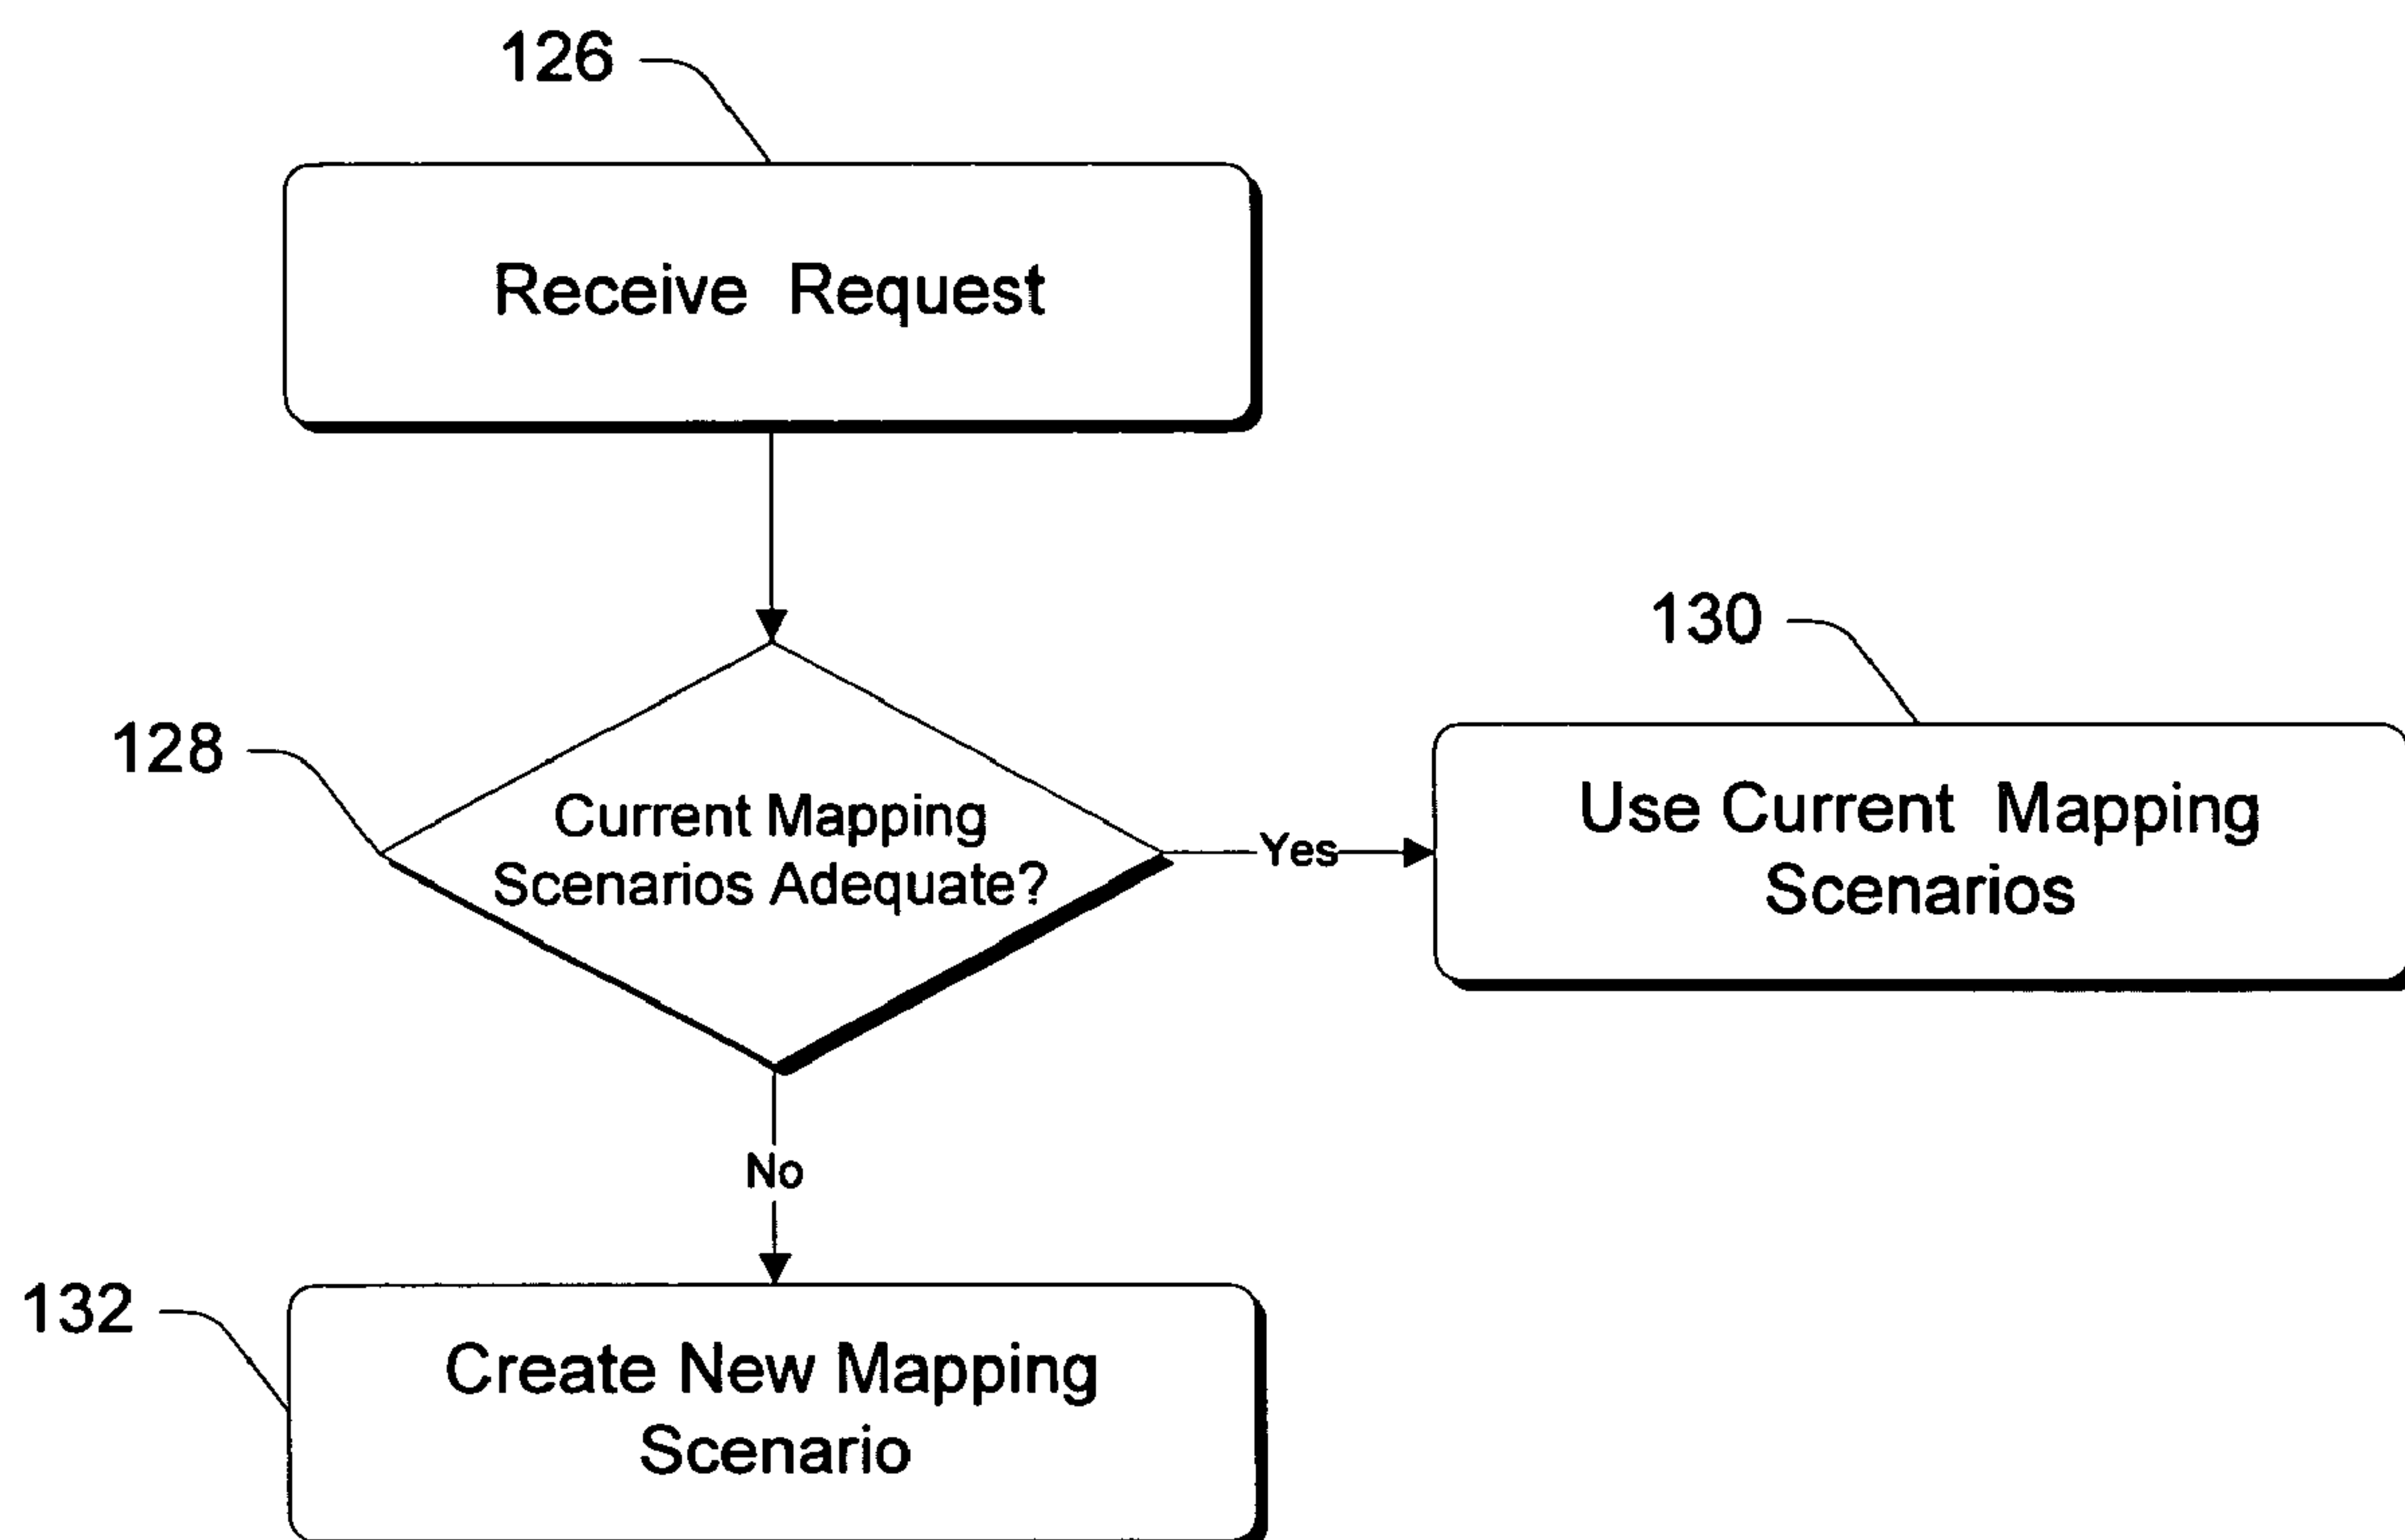 126
Receive Request
130
128
Current Mapping
Scenarios Adequate?
Yes
Use Current Mapping
Scenarios
No
132
Create New Mapping
Scenario